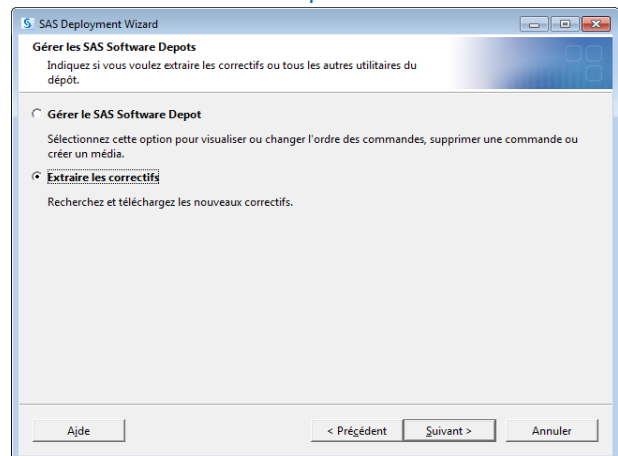 SAS Deployment Wizard
Gérer les SAS Software Depots
Indiquez si vous voulez extraire les correctifs ou tous les autres utilitaires du
dépôt.
Gérer le SAS Software Depot
Sélectionnez cette option pour visualiser ou changer l'ordre des commandes, supprimer une commande ou
créer un média.
Extraire les correctifs
Recherchez et téléchargez les nouveaux correctifs.
Aide
< Précédent
Suivant >
Annuler